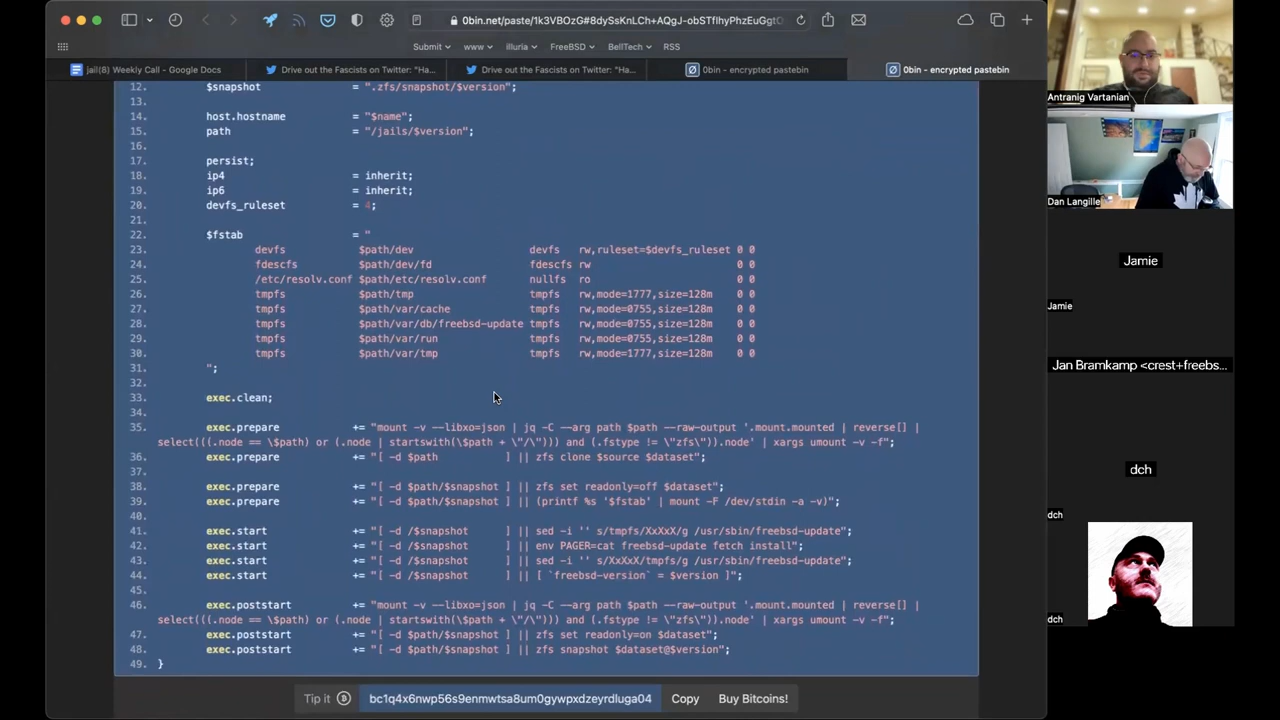 0bin.net/paste/1k3VBOzG#8dySsKnLCh+AQgJ-obSTfIhyPhzEuGgtO
Submit www illuria FreeBSD BellTech RSS
jail(8) Weekly Call - Google Docs
Drive out the Fascists on Twitter: "Ha...
Drive out the Fascists on Twitter: "Ha...
0bin - encrypted pastebin
0bin - encrypted pastebin
12. $snapshot = ".zfs/snapshot/$version";
13.
14. host.hostname = "$name";
15. path = "/jails/$version";
16.
17. persist;
18. ip4 = inherit;
19. ip6 = inherit;
20. devfs_ruleset = 4;
21.
22. $fstab = "
23. devfs $path/dev devfs rw,ruleset=$devfs_ruleset 0 0
24. fdescfs $path/dev/fd fdescfs rw 0 0
25. /etc/resolv.conf $path/etc/resolv.conf nullfs ro 0 0
26. tmpfs $path/tmp tmpfs rw,mode=1777,size=128m 0 0
27. tmpfs $path/var/cache tmpfs rw,mode=0755,size=128m 0 0
28. tmpfs $path/var/db/freebsd-update tmpfs rw,mode=0755,size=128m 0 0
29. tmpfs $path/var/run tmpfs rw,mode=0755,size=128m 0 0
30. tmpfs $path/var/tmp tmpfs rw,mode=1777,size=128m 0 0
31. ";
32.
33. exec.clean;
34.
35. exec.prepare += "mount -v --libxo=json | jq -C --arg path $path --raw-output '.mount.mounted | reverse[] |
select(((.node == \$path) or (.node | startswith(\$path + \"/\"))) and (.fstype != \"zfs\")).node' | xargs umount -v -f";
36. exec.prepare += "[ -d $path ] || zfs clone $source $dataset";
37.
38. exec.prepare += "[ -d $path/$snapshot ] || zfs set readonly=off $dataset";
39. exec.prepare += "[ -d $path/$snapshot ] || (printf %s '$fstab' | mount -F /dev/stdin -a -v)";
40.
41. exec.start += "[ -d /$snapshot ] || sed -i '' s/tmpfs/XxXxX/g /usr/sbin/freebsd-update";
42. exec.start += "[ -d /$snapshot ] || env PAGER=cat freebsd-update fetch install";
43. exec.start += "[ -d /$snapshot ] || sed -i '' s/XxXxX/tmpfs/g /usr/sbin/freebsd-update";
44. exec.start += "[ -d /$snapshot ] || [ `freebsd-version` = $version ]";
45.
46. exec.poststart += "mount -v --libxo=json | jq -C --arg path $path --raw-output '.mount.mounted | reverse[] |
select(((.node == \$path) or (.node | startswith(\$path + \"/\"))) and (.fstype != \"zfs\")).node' | xargs umount -v -f";
47. exec.poststart += "[ -d $path/$snapshot ] || zfs set readonly=on $dataset";
48. exec.poststart += "[ -d $path/$snapshot ] || zfs snapshot $dataset@$version";
49. }
Tip it bc1q4x6nwp56s9enmwtsa8um0gywpxdzeyrdluga04 Copy Buy Bitcoins!
Antranig Vartanian
Dan Langille
Jamie
Jamie
Jan Bramkamp <crest+freebs...
dch
dch
dch